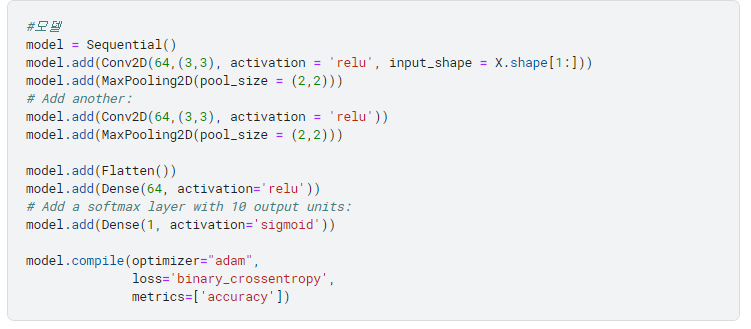 #모델
model = Sequential()
model.add(Conv2D(64,(3,3), activation = 'relu', input_shape = X.shape[1:]))
model.add(MaxPooling2D(pool_size = (2,2)))
# Add another:
model.add(Conv2D(64,(3,3), activation = 'relu'))
model.add(MaxPooling2D(pool_size = (2,2)))
model.add(Flatten())
model.add(Dense(64, activation='relu'))
# Add a softmax layer with 10 output units:
model.add(Dense(1, activation='sigmoid'))
model.compile(optimizer="adam",
loss='binary_crossentropy',
metrics=['accuracy'])